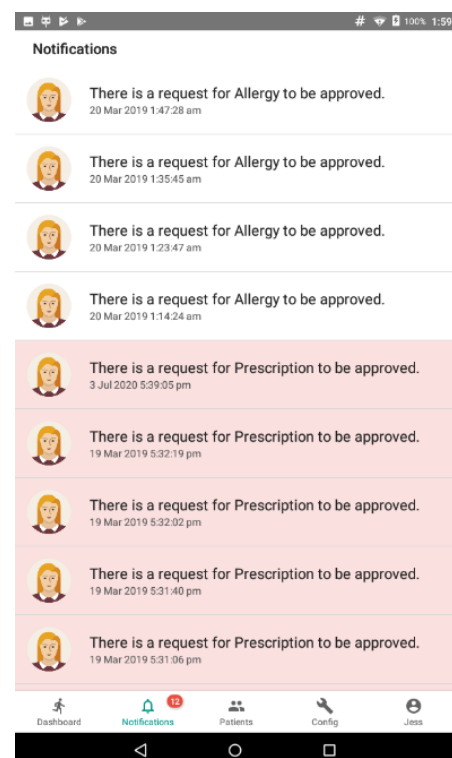 # 100% 1:59
Notifications
There is a request for Allergy to be approved.
20 Mar 2019 1:47:28 am
There is a request for Allergy to be approved.
20 Mar 2019 1:35:45 am
There is a request for Allergy to be approved.
20 Mar 2019 1:23:47 am
There is a request for Allergy to be approved.
20 Mar 2019 1:14:24 am
There is a request for Prescription to be approved.
3 Jul 2020 5:39:05 pm
There is a request for Prescription to be approved.
19 Mar 2019 5:32:19 pm
There is a request for Prescription to be approved.
19 Mar 2019 5:32:02 pm
There is a request for Prescription to be approved.
19 Mar 2019 5:31:40 pm
There is a request for Prescription to be approved.
19 Mar 2019 5:31:06 pm
12
Dashboard Notifications Patients Config Jess